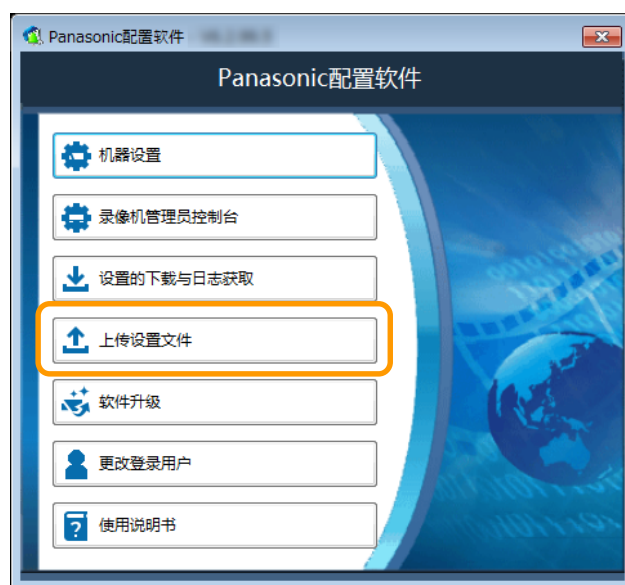 Panasonic配置软件
Panasonic配置软件
机器设置
录像机管理员控制台
设置的下载与日志获取
上传设置文件
软件升级
更改登录用户
使用说明书